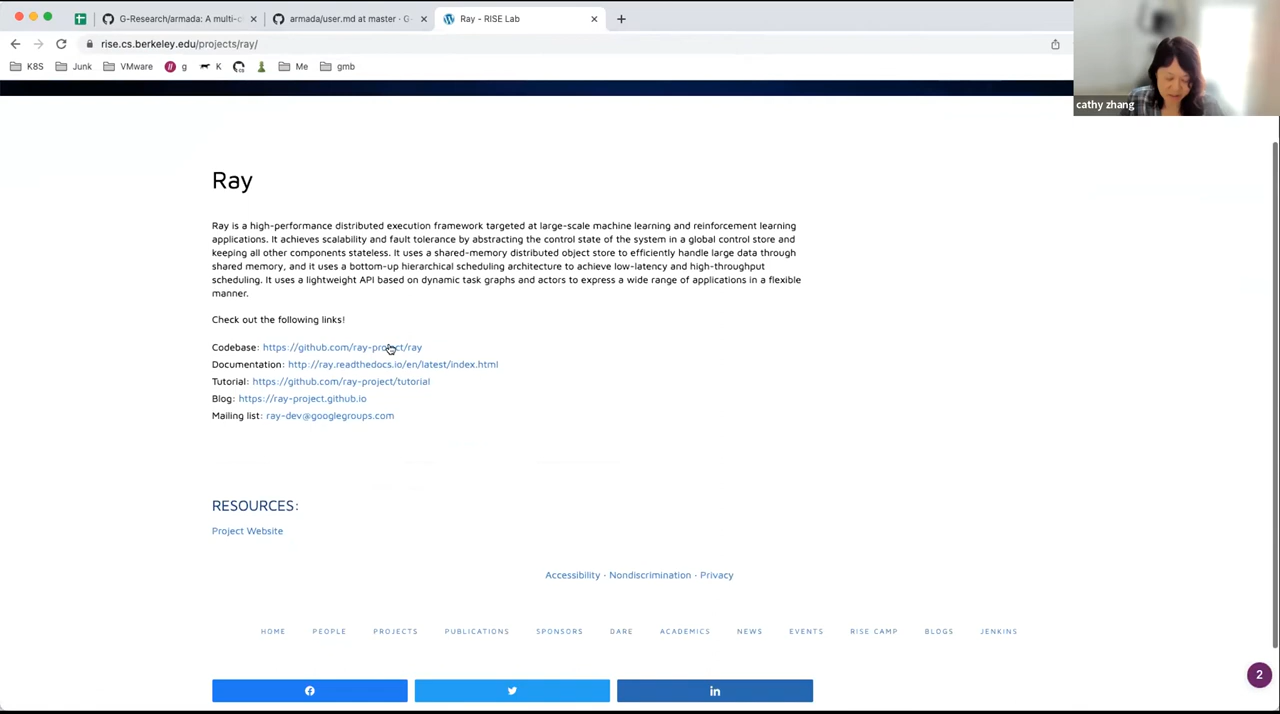 G-Research/armada: A multi-c
armada/user.md at master · G-
Ray - RISE Lab
rise.cs.berkeley.edu/projects/ray/
K8S
Junk
VMware
g
K
Me
gmb
cathy zhang
Ray
Ray is a high-performance distributed execution framework targeted at large-scale machine learning and reinforcement learning
applications. It achieves scalability and fault tolerance by abstracting the control state of the system in a global control store and
keeping all other components stateless. It uses a shared-memory distributed object store to efficiently handle large data through
shared memory, and it uses a bottom-up hierarchical scheduling architecture to achieve low-latency and high-throughput
scheduling. It uses a lightweight API based on dynamic task graphs and actors to express a wide range of applications in a flexible
manner.
Check out the following links!
Codebase: https://github.com/ray-project/ray
Documentation: http://ray.readthedocs.io/en/latest/index.html
Tutorial: https://github.com/ray-project/tutorial
Blog: https://ray-project.github.io
Mailing list: ray-dev@googlegroups.com
RESOURCES:
Project Website
Accessibility · Nondiscrimination · Privacy
HOME PEOPLE PROJECTS PUBLICATIONS SPONSORS DARE ACADEMICS NEWS EVENTS RISE CAMP BLOGS JENKINS
2